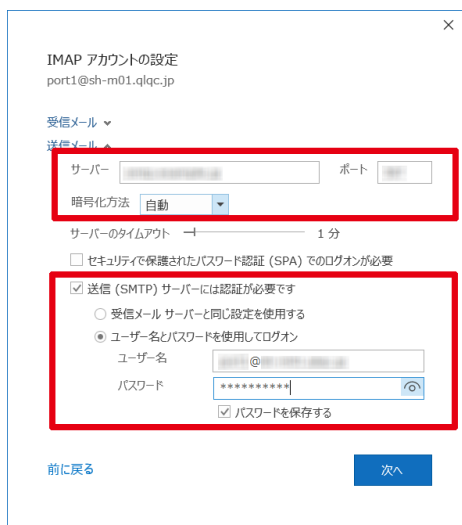 IMAP アカウントの設定
port1@sh-m01.qlqc.jp
受信メール
送信メール
サーバー ポート
暗号化方法 自動
サーバーのタイムアウト 1 分
セキュリティで保護されたパスワード認証 (SPA) でのログオンが必要
送信 (SMTP) サーバーには認証が必要です
受信メール サーバーと同じ設定を使用する
ユーザー名とパスワードを使用してログオン
ユーザー名 @
パスワード **********
パスワードを保存する
前に戻る 次へ